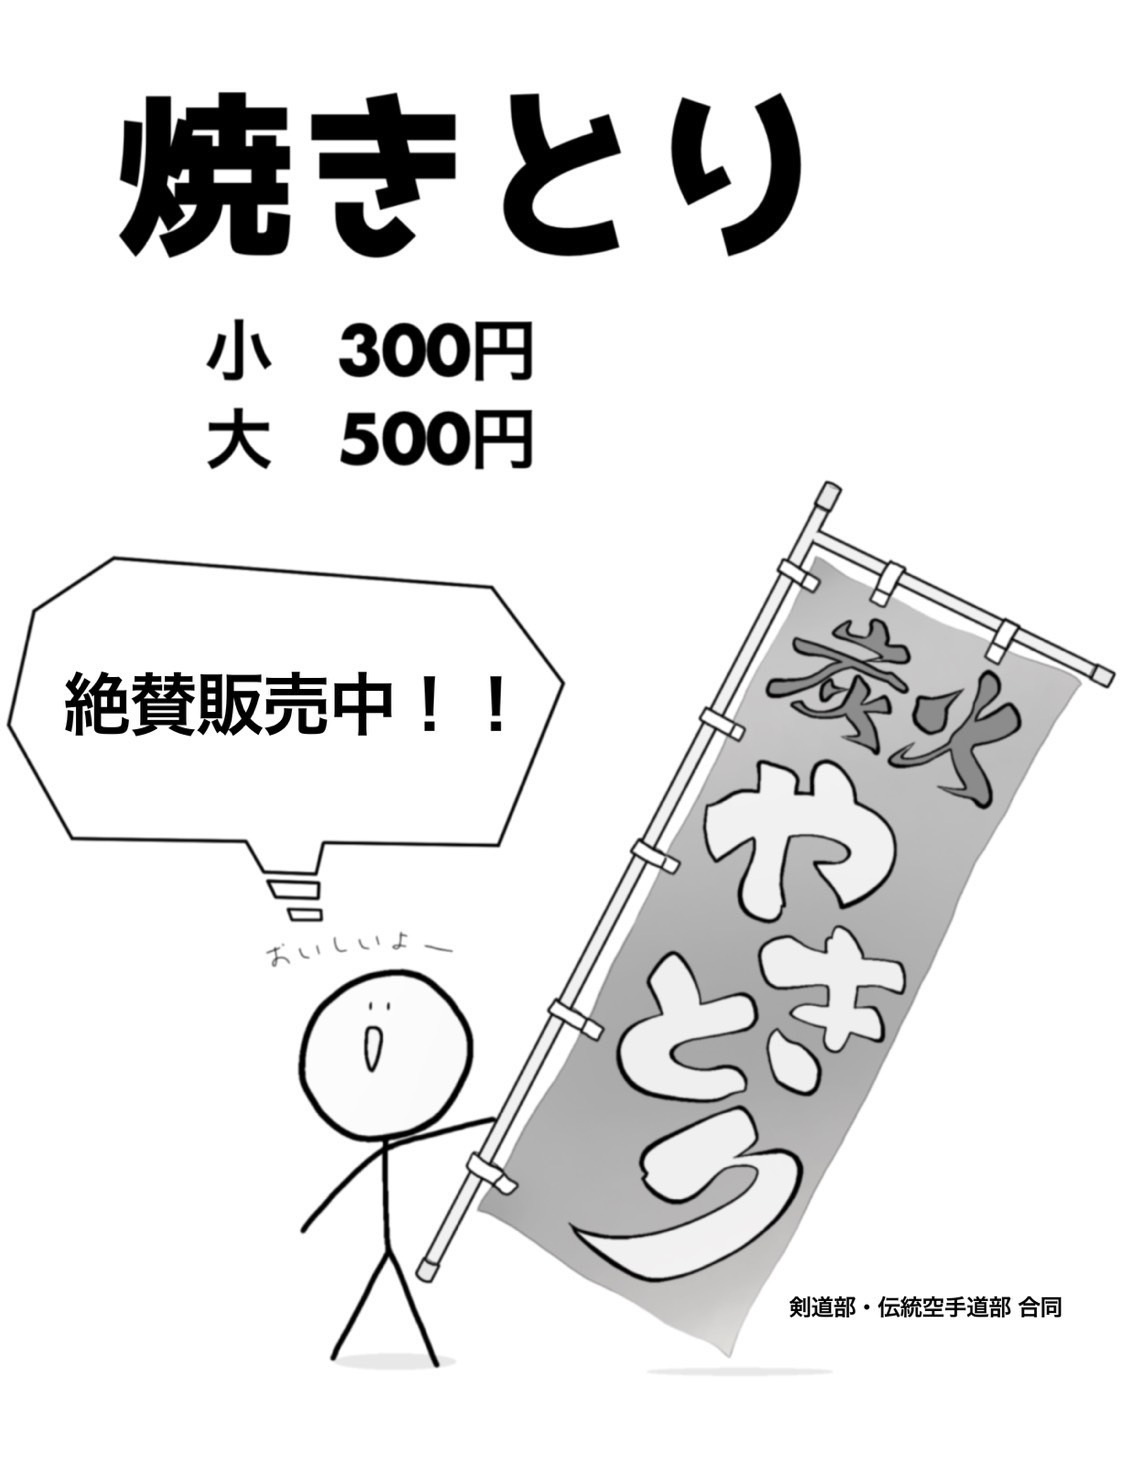 焼きとり
小　300円
大　500円
絶賛販売中！！
おいしいよー
炭火
やき
とり
剣道部・伝統空手道部 合同